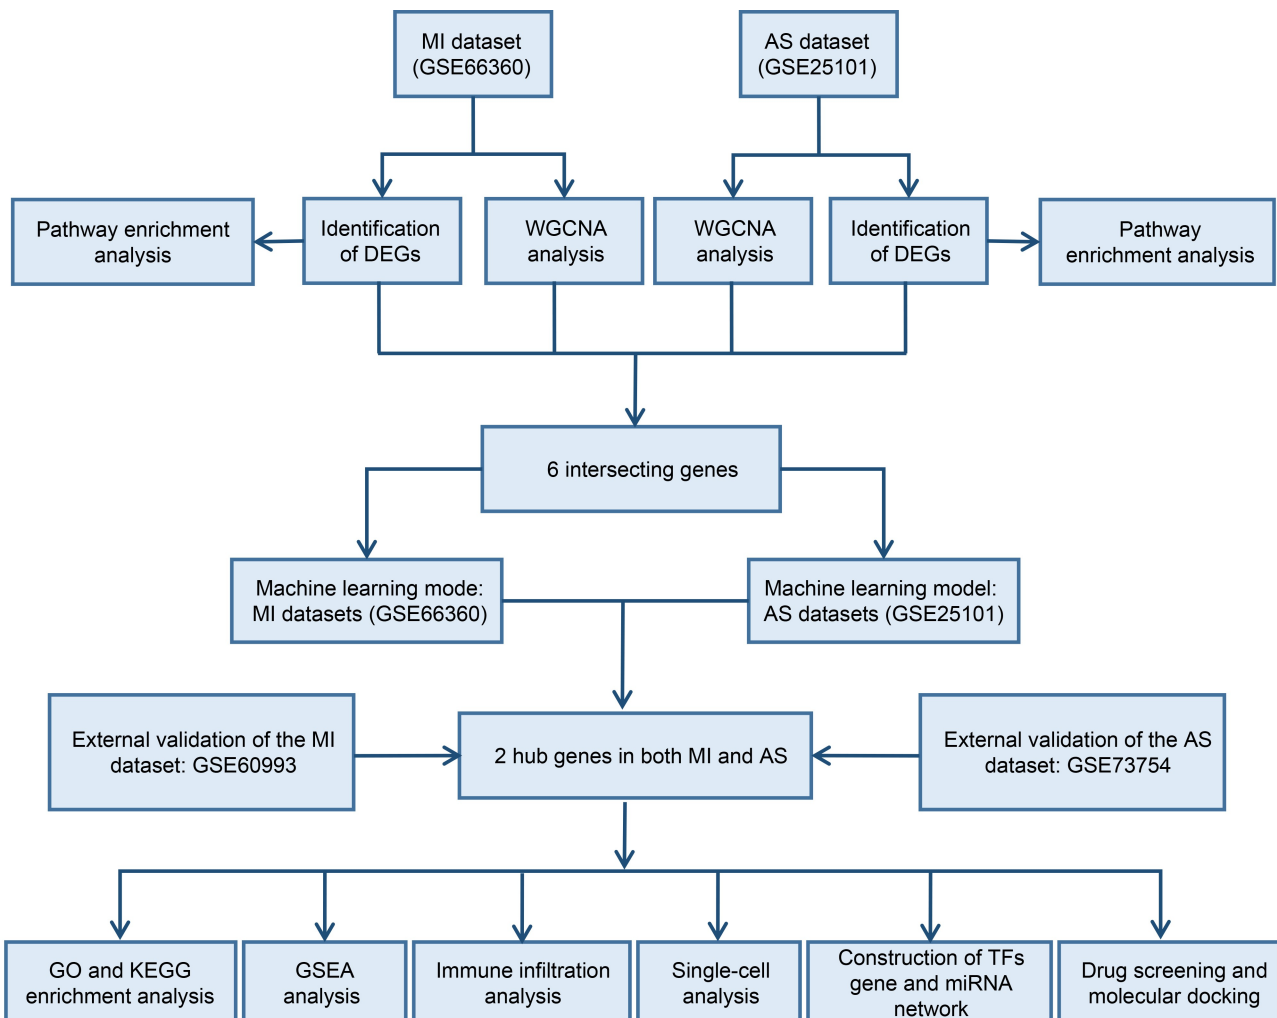 MI dataset
(GSE66360)
AS dataset
(GSE25101)
Pathway enrichment
analysis
Identification
of DEGs
WGCNA
analysis
WGCNA
analysis
Identification
of DEGs
Pathway
enrichment analysis
6 intersecting genes
Machine learning mode:
MI datasets (GSE66360)
Machine learning model:
AS datasets (GSE25101)
External validation of the MI
dataset: GSE60993
2 hub genes in both MI and AS
External validation of the AS
dataset: GSE73754
GO and KEGG
enrichment analysis
GSEA
analysis
Immune infiltration
analysis
Single-cell
analysis
Construction of TFs
gene and miRNA
network
Drug screening and
molecular docking